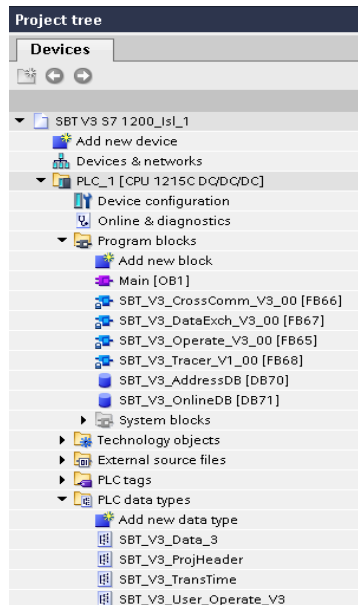 Project tree
Devices
SBT V3 S7 1200_Isl_1
Add new device
Devices & networks
PLC_1 [CPU 1215C DC/DC/DC]
Device configuration
Online & diagnostics
Program blocks
Add new block
Main [OB1]
SBT_V3_CrossComm_V3_00 [FB66]
SBT_V3_DataExch_V3_00 [FB67]
SBT_V3_Operate_V3_00 [FB65]
SBT_V3_Tracer_V1_00 [FB68]
SBT_V3_AddressDB [DB70]
SBT_V3_OnlineDB [DB71]
System blocks
Technology objects
External source files
PLC tags
PLC data types
Add new data type
SBT_V3_Data_3
SBT_V3_ProjHeader
SBT_V3_TransTime
SBT_V3_User_Operate_V3